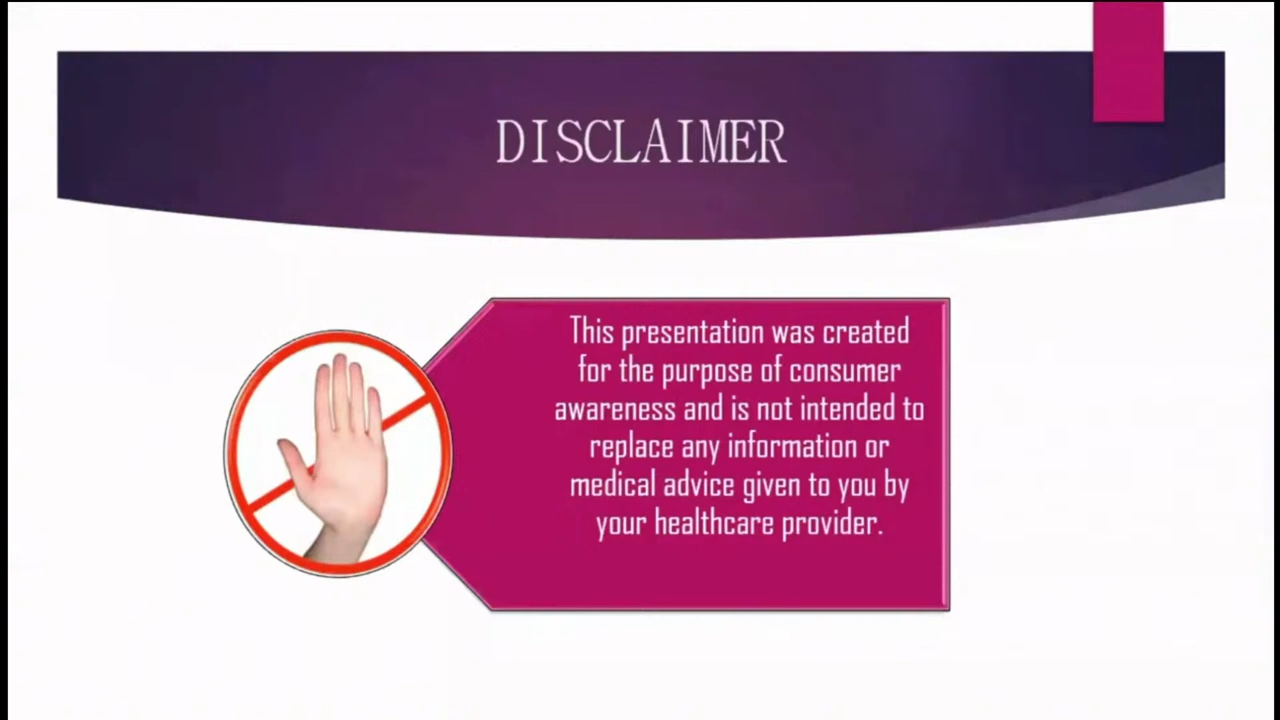 DISCLAIMER
This presentation was created
for the purpose of consumer
awareness and is not intended to
replace any information or
medical advice given to you by
your healthcare provider.